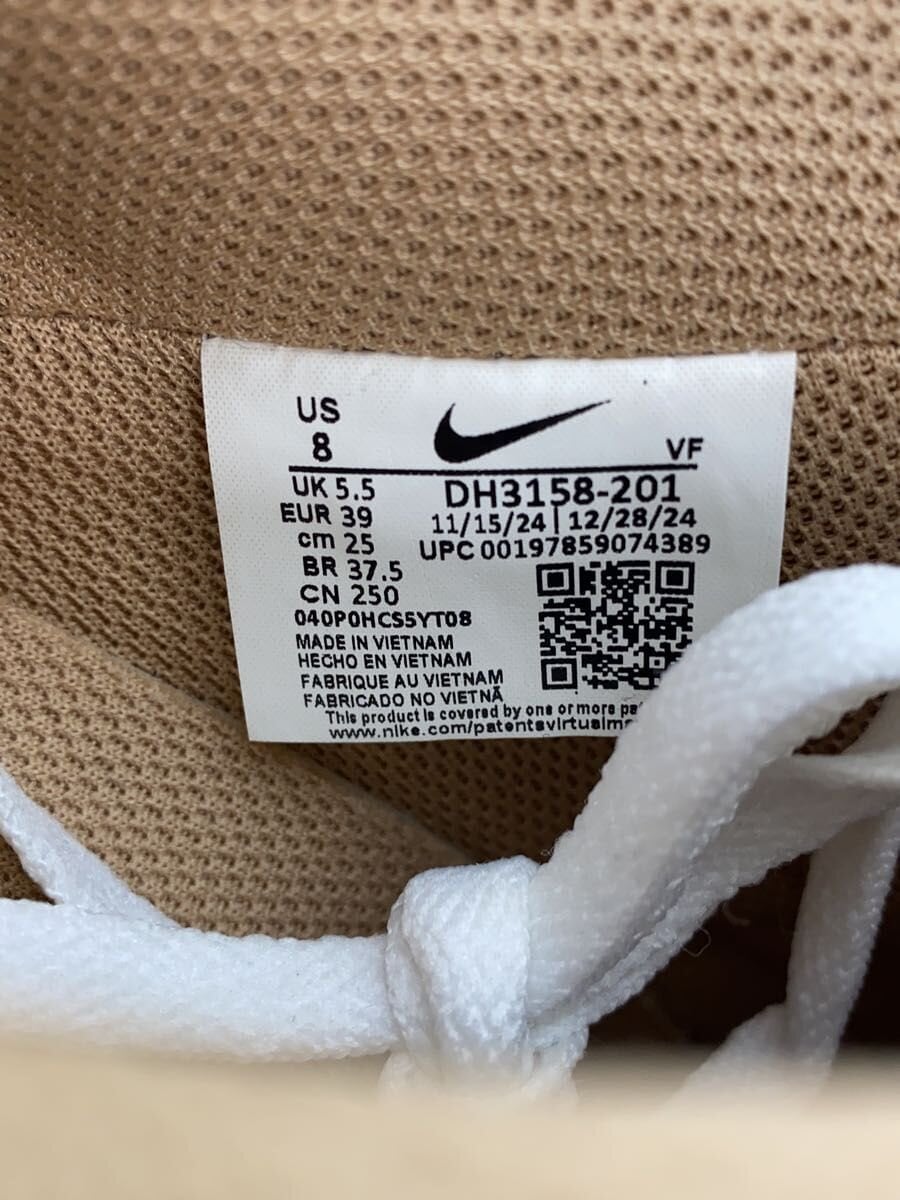 US
8
VF
UK 5.5
DH3158-201
EUR 39
11/15/24 | 12/28/24
cm 25
UPC 00197859074389
BR 37.5
CN 250
040P0HCS5YT08
MADE IN VIETNAM
HECHO EN VIETNAM
FABRIQUE AU VIETNAM
FABRICADO NO VIETNÃ
This product is covered by one or more
www.nike.com/patentsvirtualm